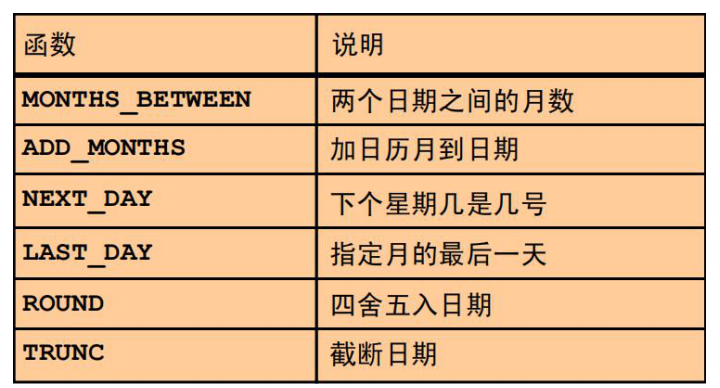 函数 说明
MONTHS_BETWEEN 两个日期之间的月数
ADD_MONTHS 加日历月到日期
NEXT_DAY 下个星期几是几号
LAST_DAY 指定月的最后一天
ROUND 四舍五入日期
TRUNC 截断日期